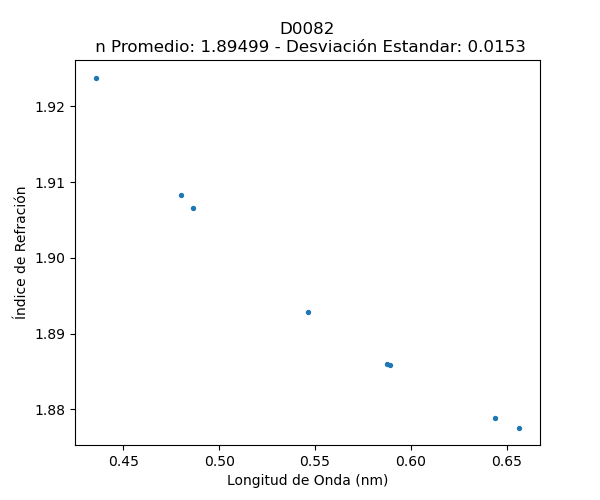 D0082
n Promedio: 1.89499 - Desviación Estandar: 0.0153
Índice de Refración
1.92
1.91
1.90
1.89
1.88
0.45 0.50 0.55 0.60 0.65
Longitud de Onda (nm)